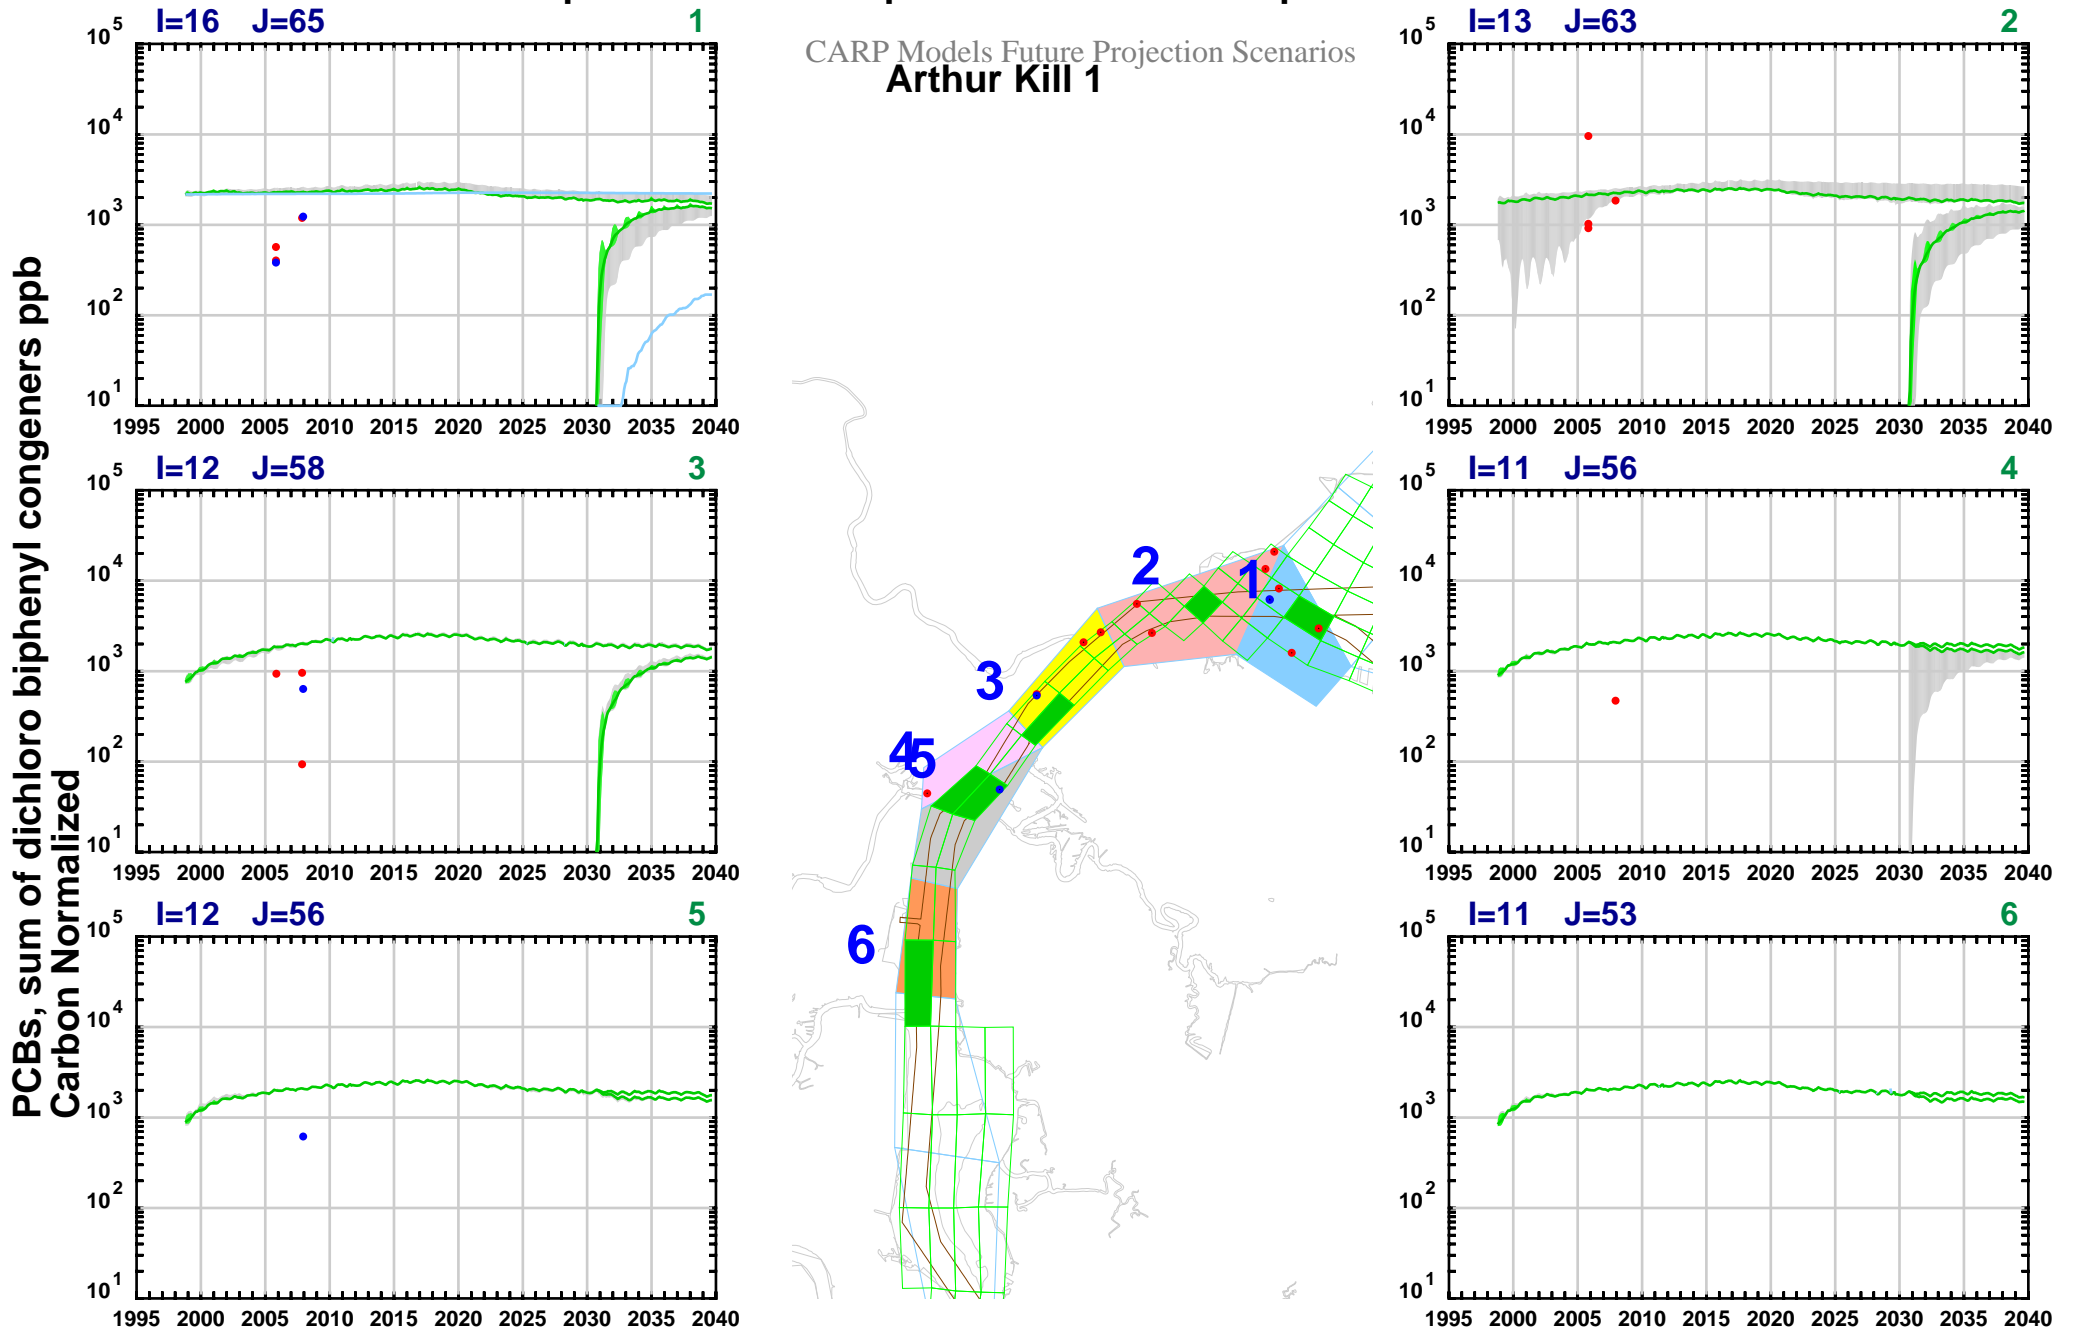 CARP Models Future Projection Scenarios
Arthur Kill 1
PCBs, sum of dichloro biphenyl congeners ppb
Carbon Normalized
I=16 J=65 1
10^5
10^4
10^3
10^2
10^1
1995 2000 2005 2010 2015 2020 2025 2030 2035 2040
I=13 J=63 2
10^5
10^4
10^3
10^2
10^1
1995 2000 2005 2010 2015 2020 2025 2030 2035 2040
I=12 J=58 3
10^5
10^4
10^3
10^2
10^1
1995 2000 2005 2010 2015 2020 2025 2030 2035 2040
I=11 J=56 4
10^5
10^4
10^3
10^2
10^1
1995 2000 2005 2010 2015 2020 2025 2030 2035 2040
I=12 J=56 5
10^5
10^4
10^3
10^2
10^1
1995 2000 2005 2010 2015 2020 2025 2030 2035 2040
I=11 J=53 6
10^5
10^4
10^3
10^2
10^1
1995 2000 2005 2010 2015 2020 2025 2030 2035 2040
2
1
3
4
5
6